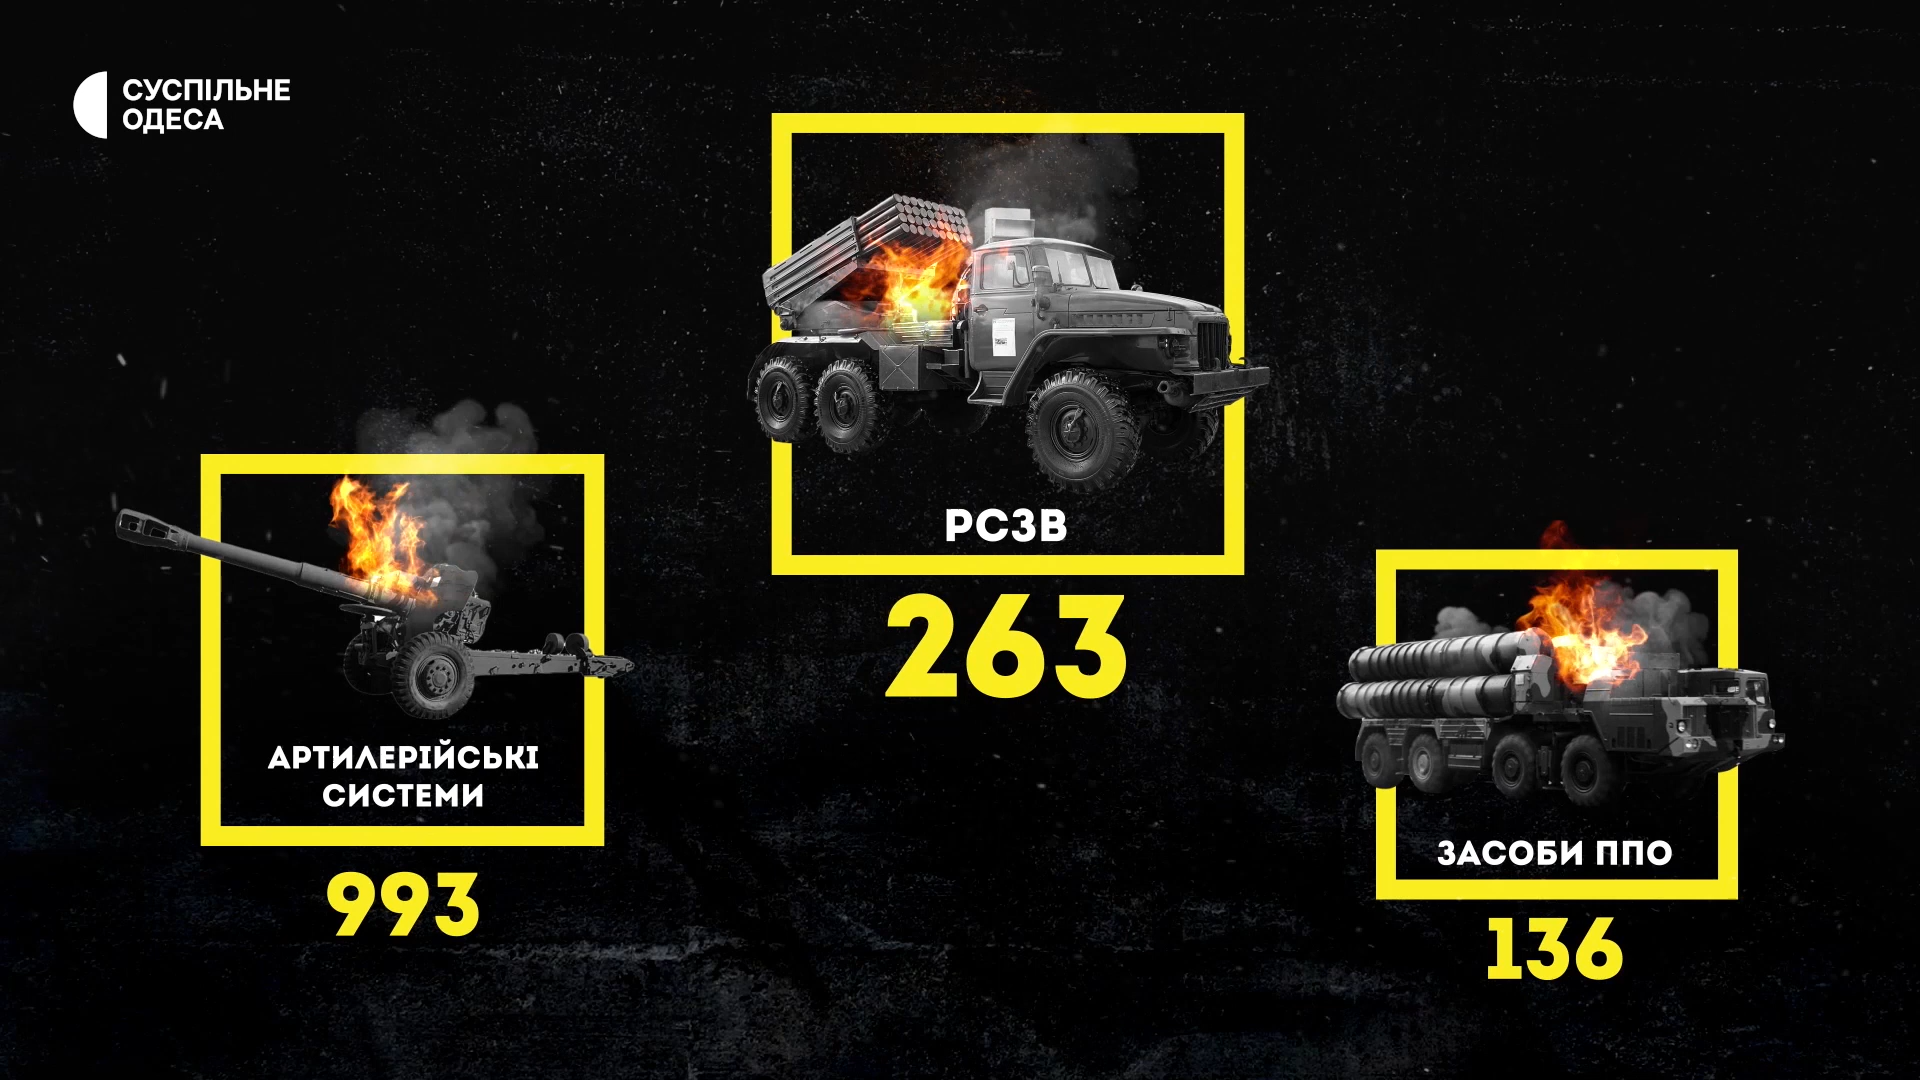 СУСПІЛЬНЕ
ОДЕСА
РСЗВ
263
АРТИЛЕРІЙСЬКІ
СИСТЕМИ
993
ЗАСОБИ ППО
136